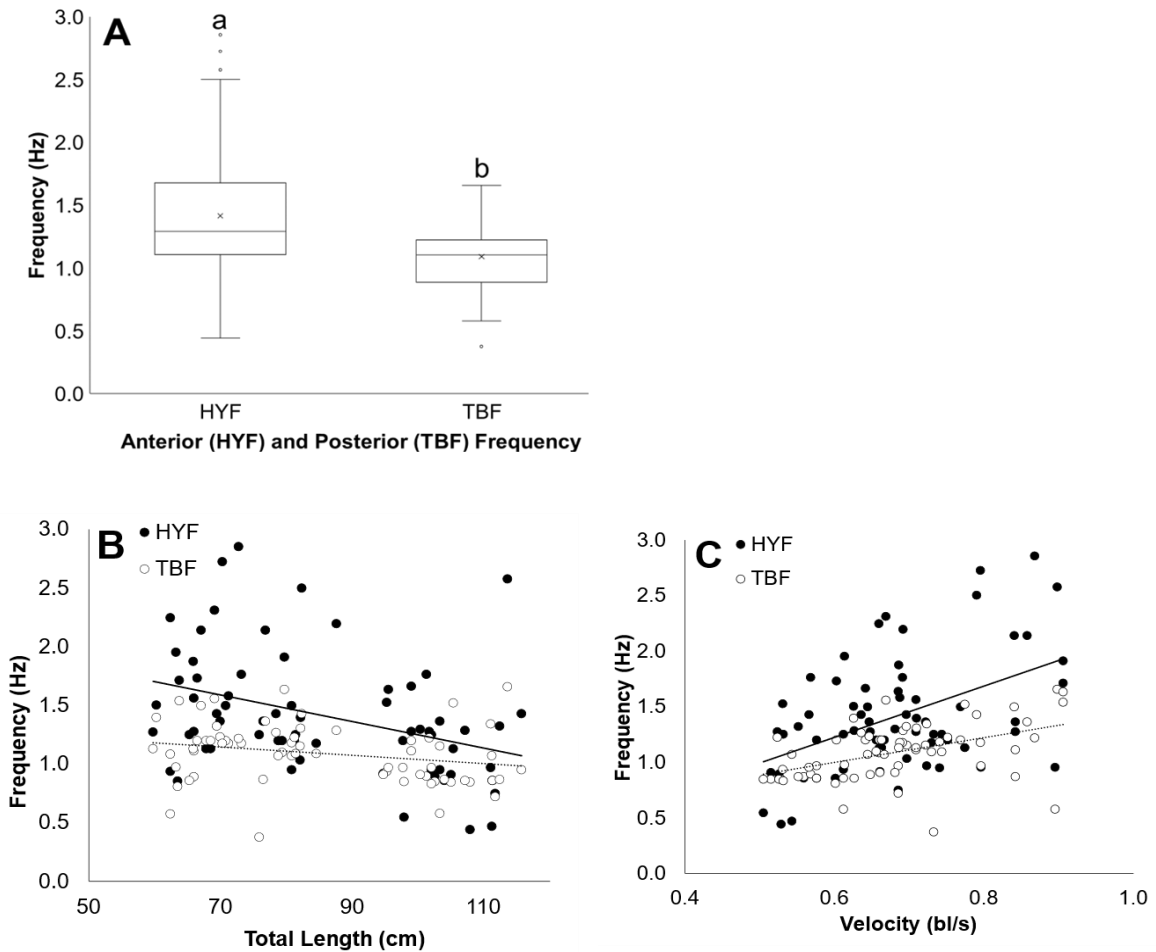 A
a
b
3.0
2.5
2.0
1.5
1.0
0.5
0.0
Frequency (Hz)
HYF TBF
Anterior (HYF) and Posterior (TBF) Frequency
B
HYF
TBF
3.0
2.5
2.0
1.5
1.0
0.5
0.0
Frequency (Hz)
50 70 90 110
Total Length (cm)
C
HYF
TBF
3.0
2.5
2.0
1.5
1.0
0.5
0.0
Frequency (Hz)
0.4 0.6 0.8 1.0
Velocity (bl/s)